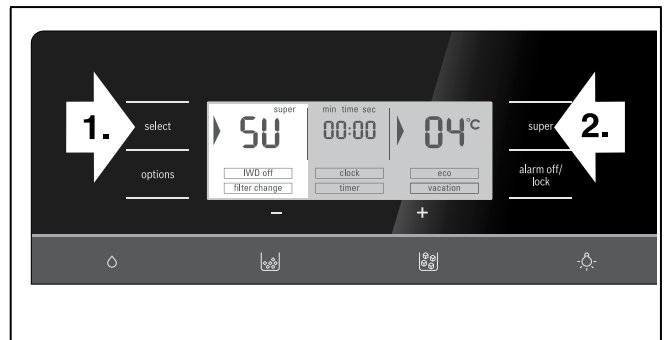 1.
select
options
super
SU
IWD off
filter change
min time sec
00:00
clock
timer
04°C
eco
vacation
super
alarm off/
lock
2.
−
+